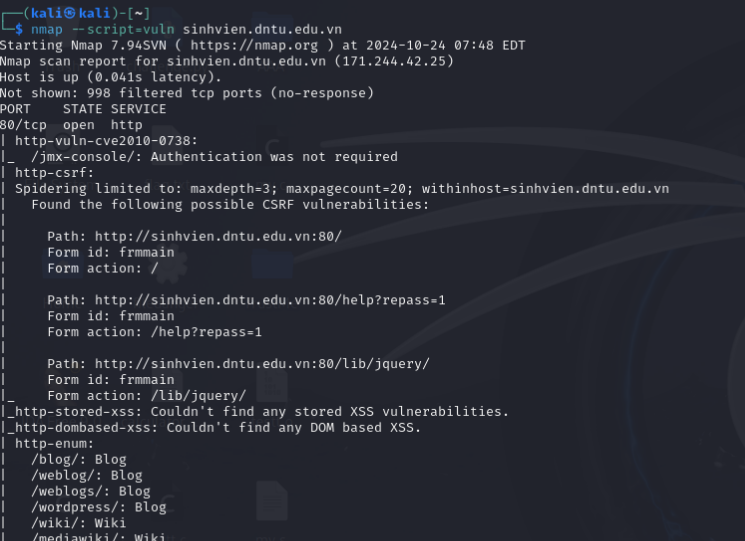 ┌──(kali㉿kali)-[~]
└─$ nmap --script=vuln sinhvien.dntu.edu.vn
Starting Nmap 7.94SVN ( https://nmap.org ) at 2024-10-24 07:48 EDT
Nmap scan report for sinhvien.dntu.edu.vn (171.244.42.25)
Host is up (0.041s latency).
Not shown: 998 filtered tcp ports (no-response)
PORT    STATE SERVICE
80/tcp  open  http
| http-vuln-cve2010-0738:
|_  /jmx-console/: Authentication was not required
| http-csrf:
| Spidering limited to: maxdepth=3; maxpagecount=20; withinhost=sinhvien.dntu.edu.vn
|   Found the following possible CSRF vulnerabilities:
|
|     Path: http://sinhvien.dntu.edu.vn:80/
|     Form id: frmmain
|     Form action: /
|
|     Path: http://sinhvien.dntu.edu.vn:80/help?repass=1
|     Form id: frmmain
|     Form action: /help?repass=1
|
|     Path: http://sinhvien.dntu.edu.vn:80/lib/jquery/
|     Form id: frmmain
|_    Form action: /lib/jquery/
|_http-stored-xss: Couldn't find any stored XSS vulnerabilities.
|_http-dombased-xss: Couldn't find any DOM based XSS.
| http-enum:
|   /blog/: Blog
|   /weblog/: Blog
|   /weblogs/: Blog
|   /wordpress/: Blog
|   /wiki/: Wiki
|   /mediawiki/: Wiki